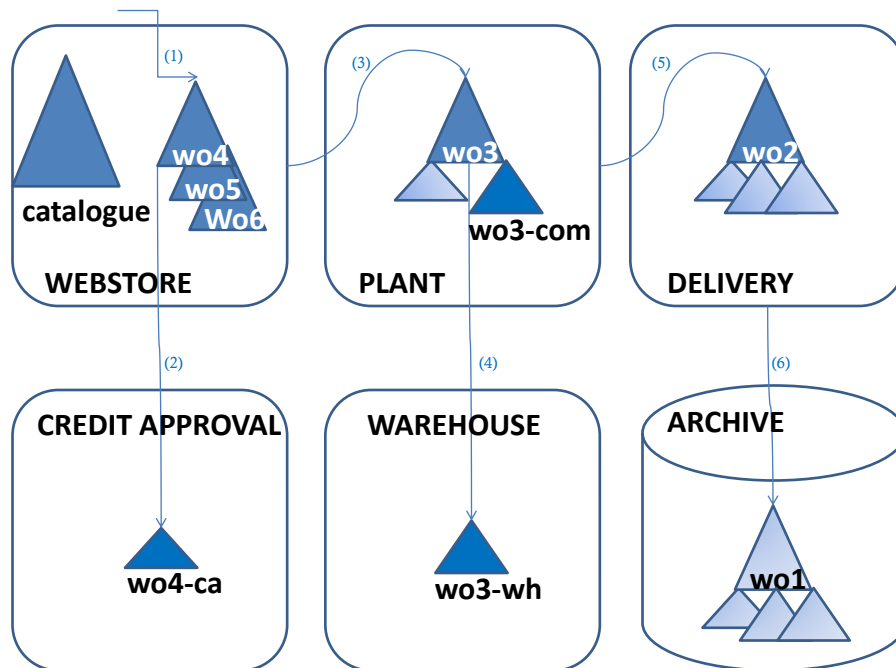 (1)
(3)
(5)
wo4
wo5
Wo6
catalogue
WEBSTORE
wo3
wo3-com
PLANT
wo2
DELIVERY
(2)
(4)
(6)
CREDIT APPROVAL
wo4-ca
WAREHOUSE
wo3-wh
ARCHIVE
wo1